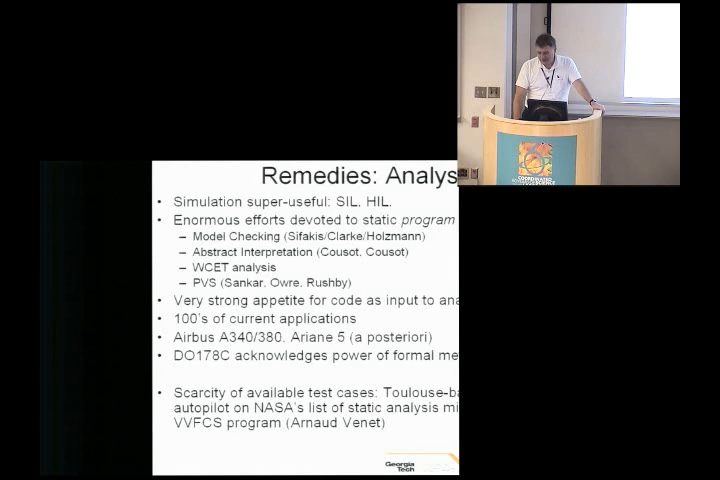 COORDINATED
SCIENCE
Remedies: Analys
• Simulation super-useful: SIL, HIL.
• Enormous efforts devoted to static program
– Model Checking (Sifakis/Clarke/Holzmann)
– Abstract Interpretation (Cousot, Cousot)
– WCET analysis
– PVS (Sankar, Owre, Rushby)
• Very strong appetite for code as input to ana
• 100's of current applications
• Airbus A340/380, Ariane 5 (a posteriori)
• DO178C acknowledges power of formal me
• Scarcity of available test cases: Toulouse-ba
autopilot on NASA's list of static analysis mi
VVFCS program (Arnaud Venet)
Georgia
Tech